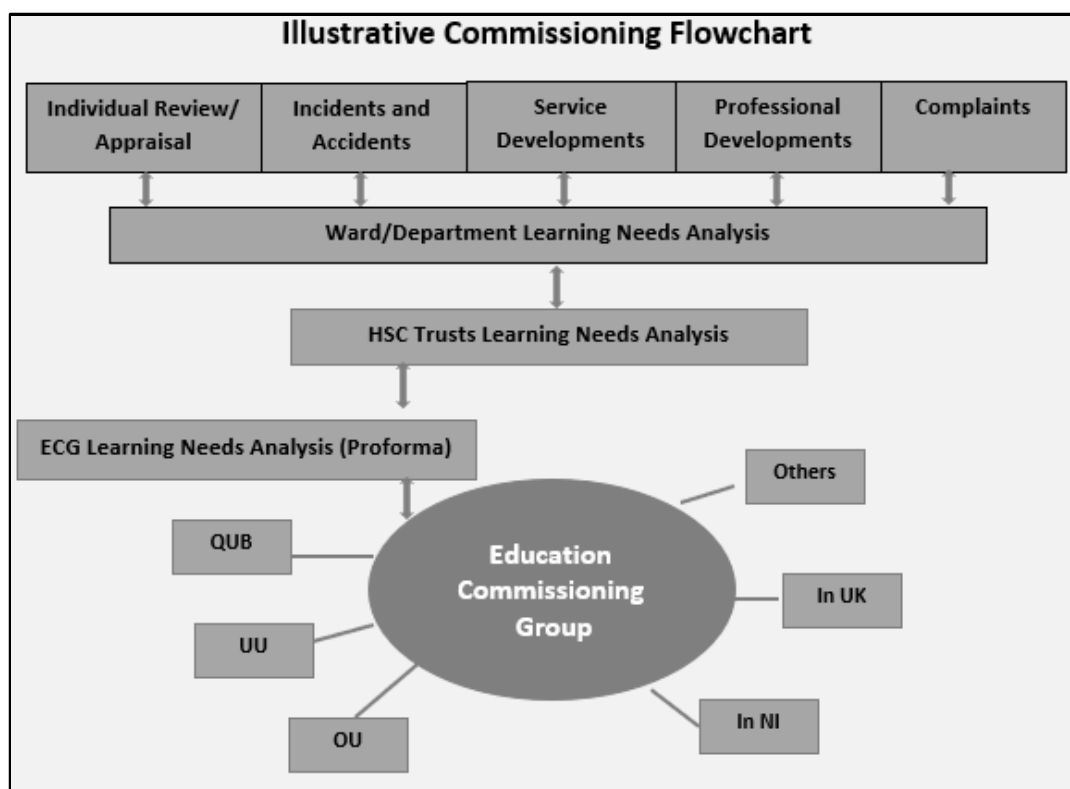 Illustrative Commissioning Flowchart
Individual Review/
Appraisal
Incidents and
Accidents
Service
Developments
Professional
Developments
Complaints
Ward/Department Learning Needs Analysis
HSC Trusts Learning Needs Analysis
ECG Learning Needs Analysis (Proforma)
Others
QUB
Education
Commissioning
Group
In UK
UU
In NI
OU